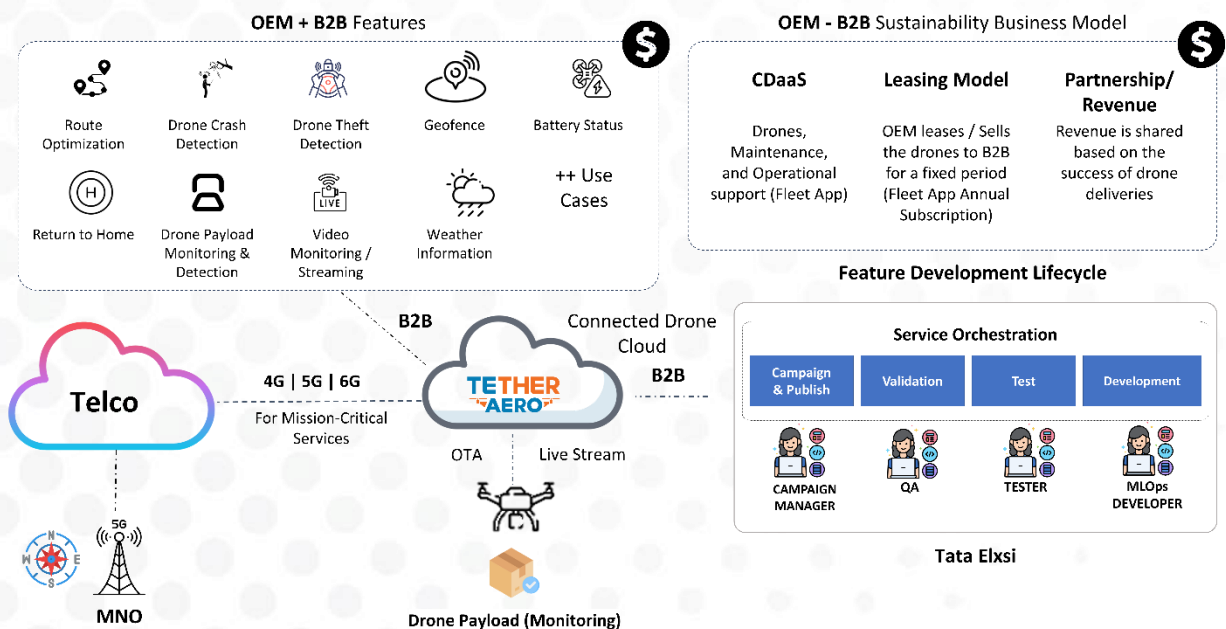 OEM + B2B Features
$
Route
Optimization
Drone Crash
Detection
Drone Theft
Detection
Geofence
Battery Status
H
Return to Home
Drone Payload
Monitoring &
Detection
LIVE
Video
Monitoring /
Streaming
Weather
Information
++ Use
Cases
OEM - B2B Sustainability Business Model
$
CDaaS
Drones,
Maintenance,
and Operational
support (Fleet App)
Leasing Model
OEM leases / Sells
the drones to B2B
for a fixed period
(Fleet App Annual
Subscription)
Partnership/
Revenue
Revenue is shared
based on the
success of drone
deliveries
Telco
4G | 5G | 6G
For Mission-Critical
Services
B2B
TETHER
AERO
Connected Drone
Cloud
B2B
OTA
Live Stream
Drone Payload (Monitoring)
N
W
E
S
5G
MNO
Feature Development Lifecycle
Service Orchestration
Campaign
& Publish
Validation
Test
Development
CAMPAIGN
MANAGER
QA
TESTER
MLOps
DEVELOPER
Tata Elxsi